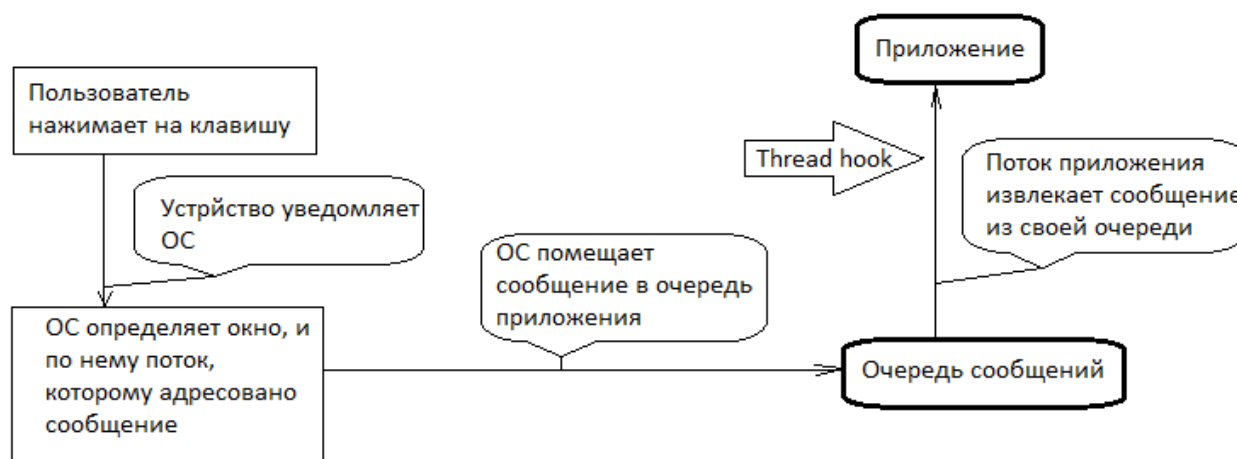 Приложение
Пользователь
нажимает на клавишу
Thread hook
Поток приложения
извлекает сообщение
из своей очереди
Устрйство уведомляет
ОС
ОС помещает
сообщение в очередь
приложения
ОС определяет окно, и
по нему поток,
которому адресовано
сообщение
Очередь сообщений